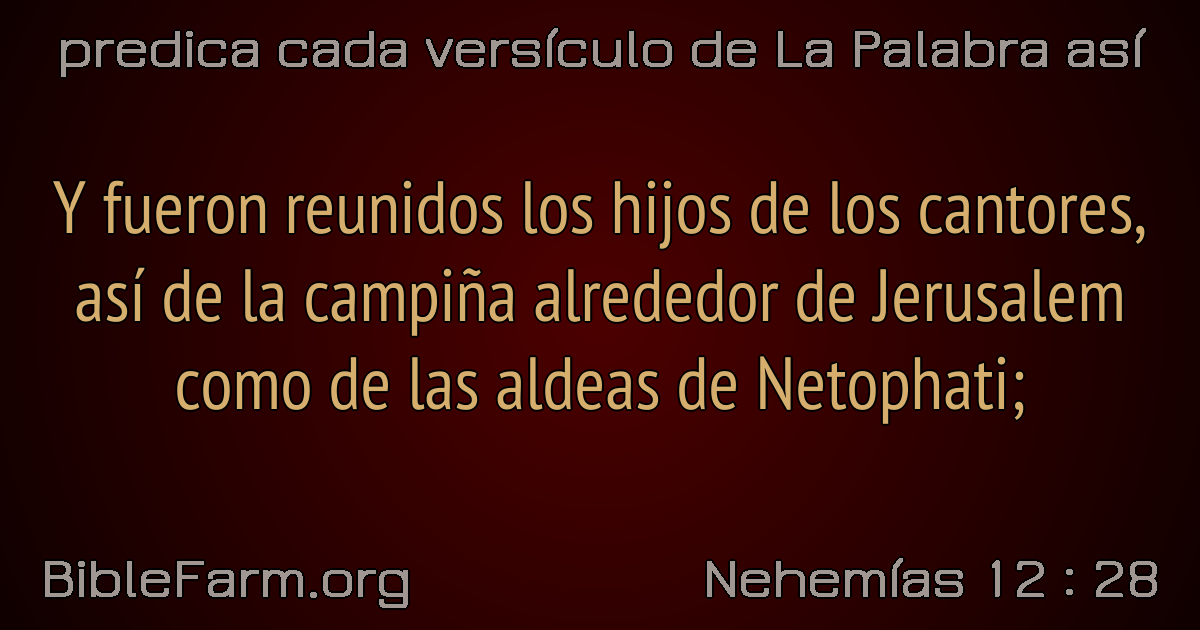 predica cada versículo de La Palabra así
Y fueron reunidos los hijos de los cantores,
así de la campiña alrededor de Jerusalem
como de las aldeas de Netophati;
BibleFarm.org
Nehemías 12 : 28